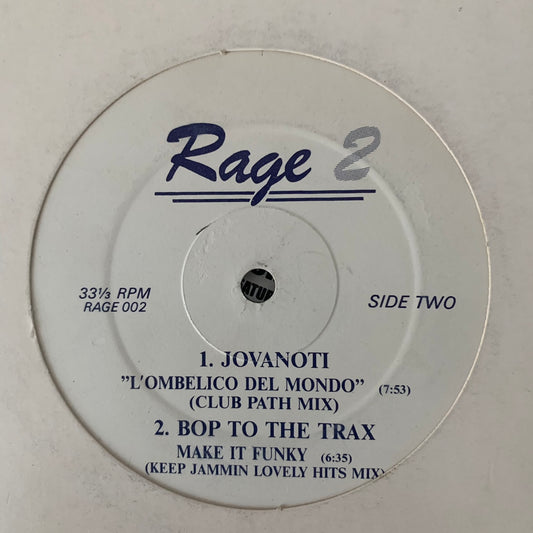 Rage 2
33⅓ RPM
RAGE 002
SIDE TWO
1. JOVANOTI
"L'OMBELICO DEL MONDO" (7:53)
(CLUB PATH MIX)
2. BOP TO THE TRAX
MAKE IT FUNKY (6:35)
(KEEP JAMMIN LOVELY HITS MIX)